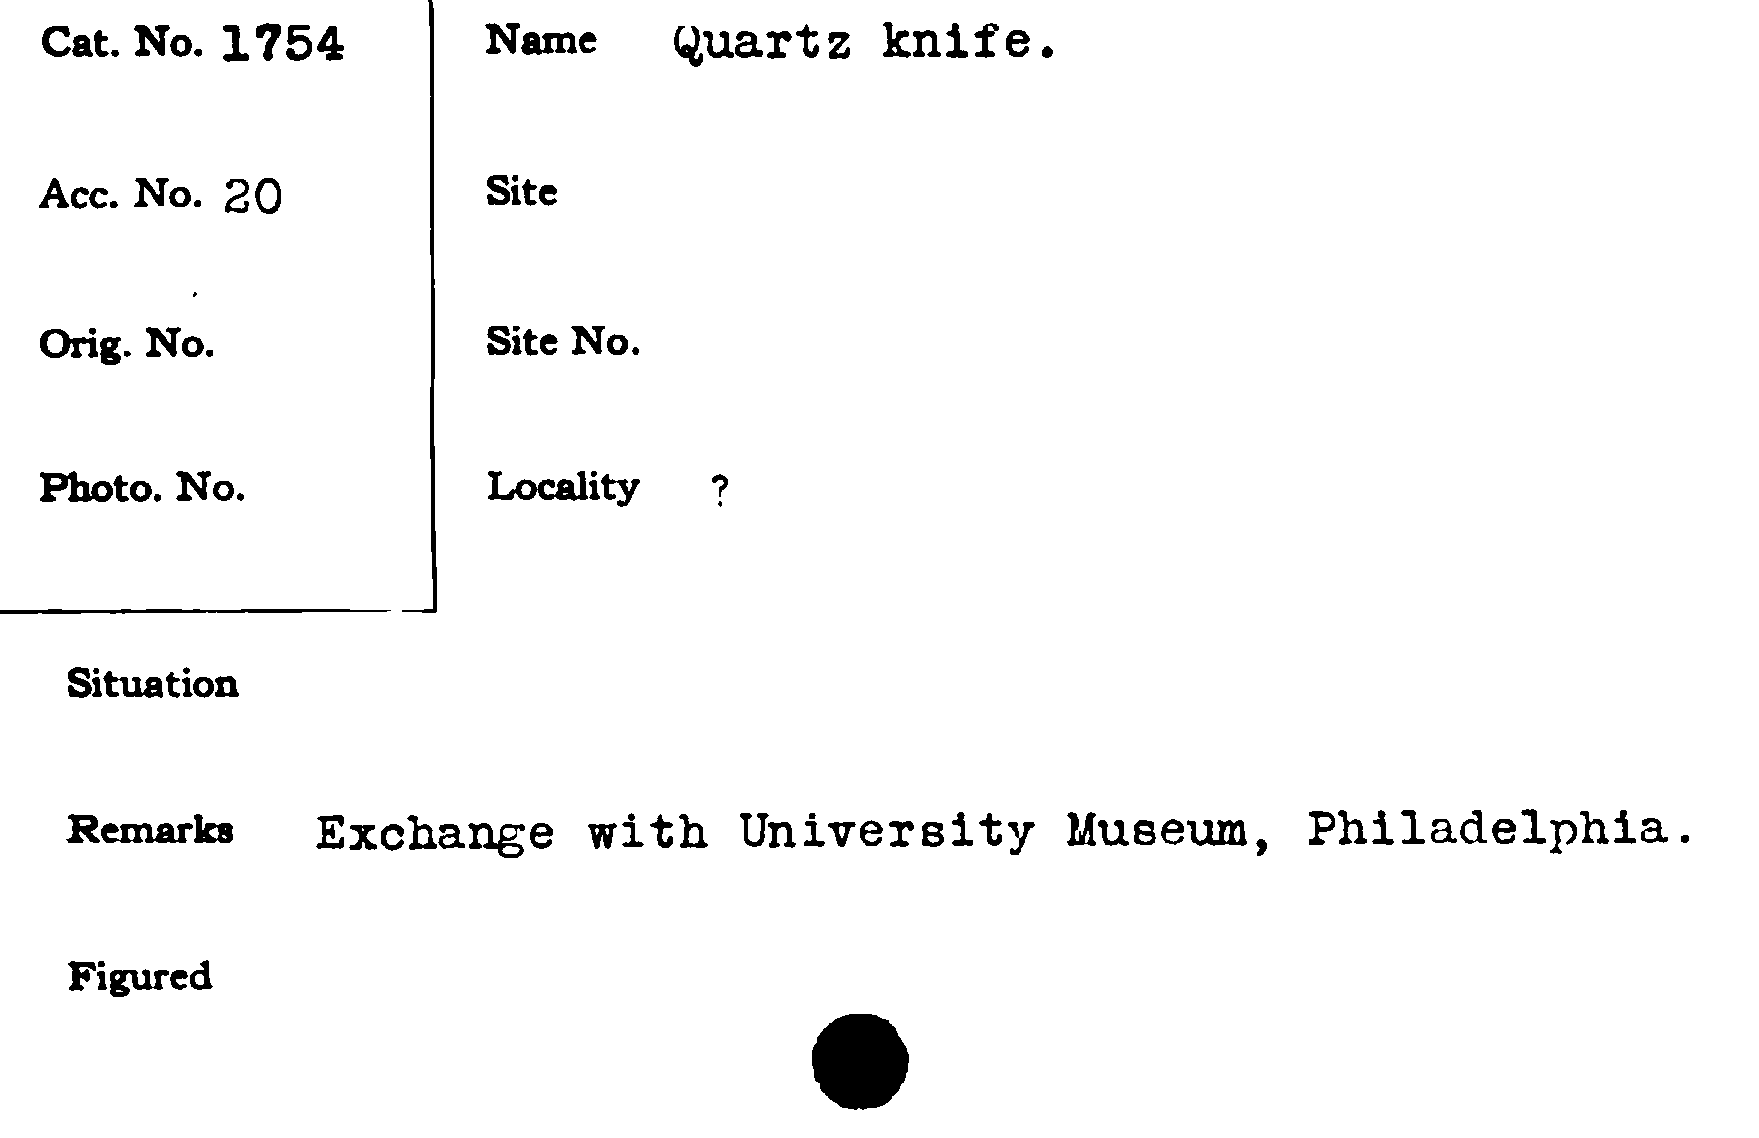 Cat. No. 1754
Name Quartz knife.
Acc. No. 20
Site
Orig. No.
Site No.
Photo. No.
Locality ?
Situation
Remarks Exchange with University Museum, Philadelphia.
Figured